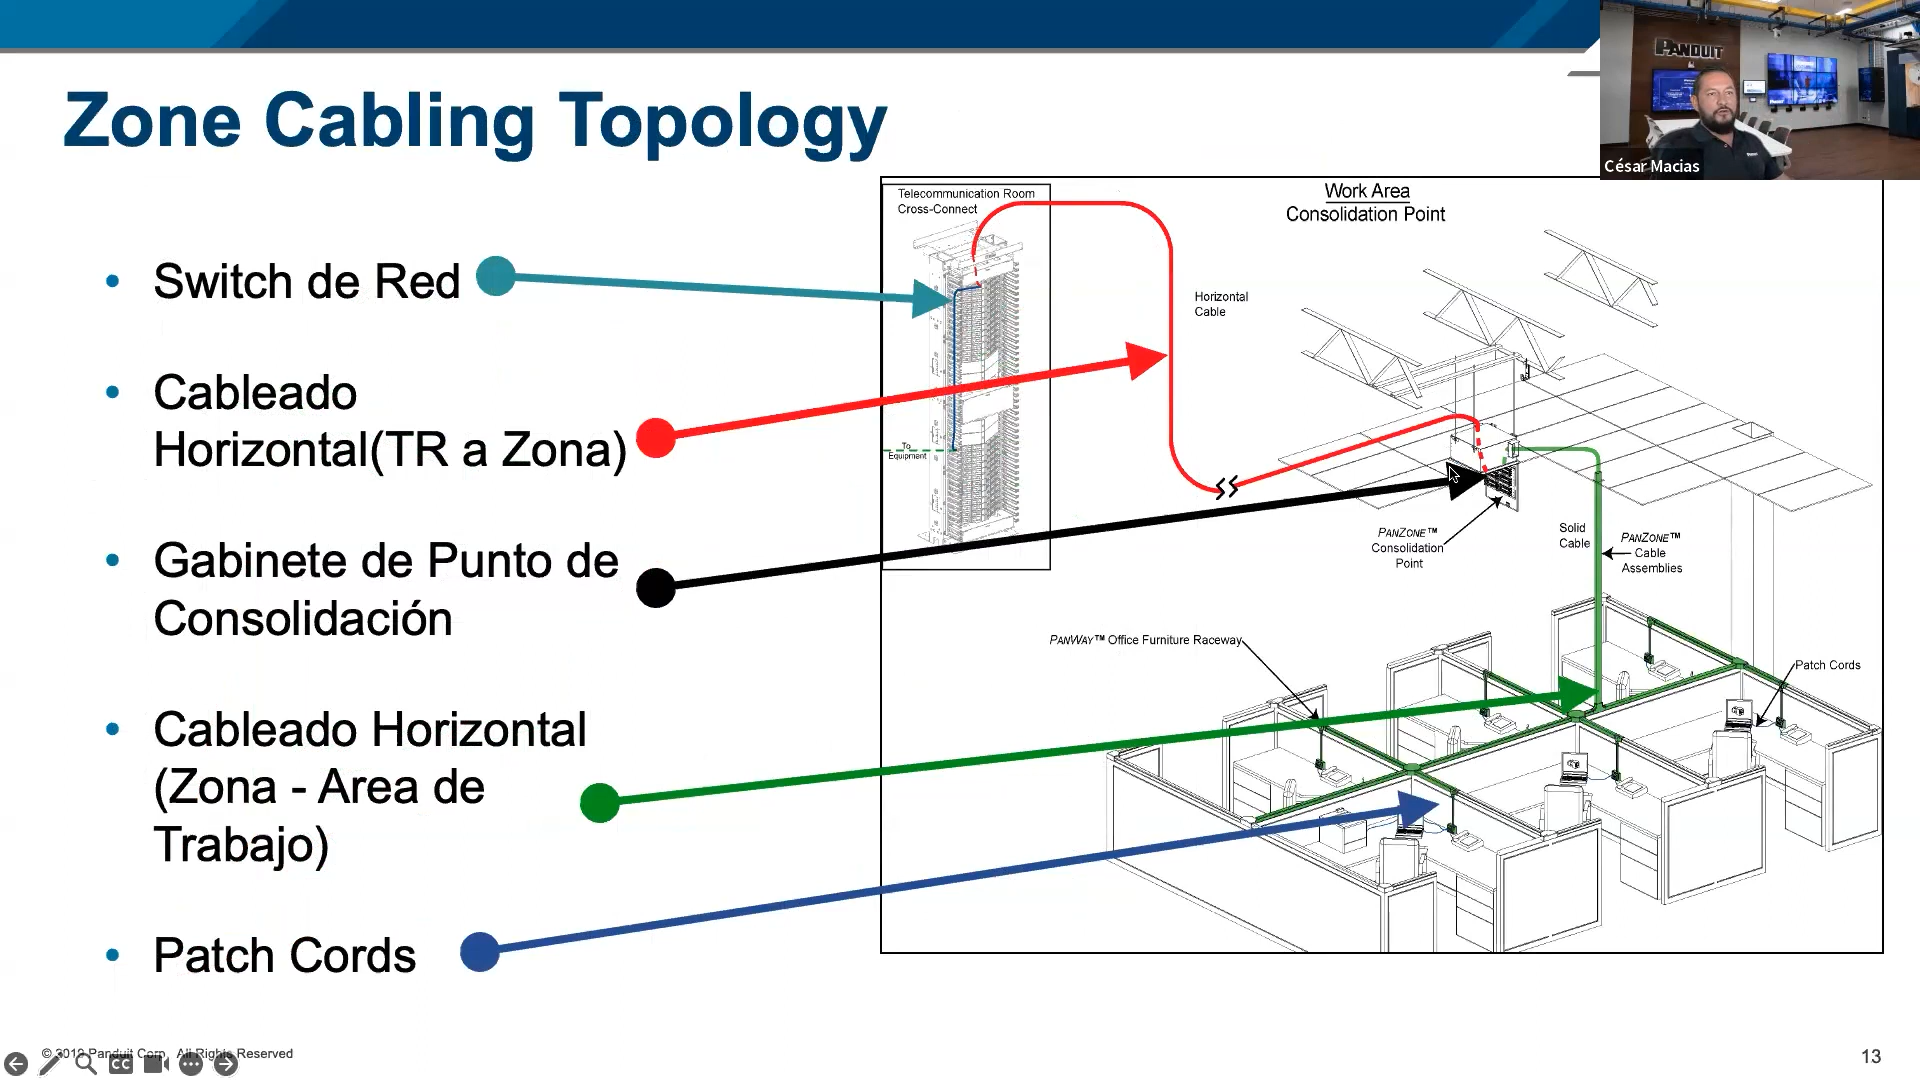 Zone Cabling Topology
PANDUIT
César Macias
• Switch de Red
• Cableado
Horizontal(TR a Zona)
• Gabinete de Punto de
Consolidación
• Cableado Horizontal
(Zona - Area de
Trabajo)
• Patch Cords
Telecommunication Room
Cross-Connect
Work Area
Consolidation Point
Horizontal
Cable
To
Equipment
PANZONE™
Consolidation
Point
Solid
Cable
PANZONE™
Cable
Assemblies
PANWAY™ Office Furniture Raceway
Patch Cords
© 2019 Panduit Corp. All Rights Reserved
CC
13